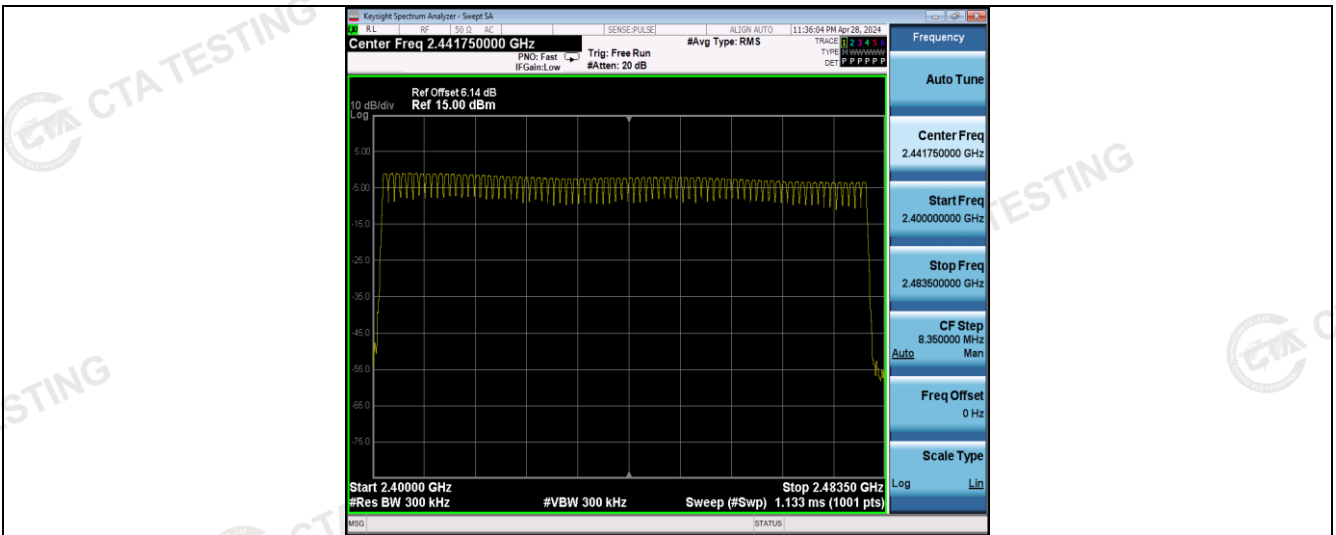 Keysight Spectrum Analyzer - Swept SA
RL RF 50 Ω AC SENSE:PULSE ALIGN AUTO 11:36:04 PM Apr 28, 2024
Center Freq 2.441750000 GHz
PNO: Fast
IFGain:Low
Trig: Free Run
#Atten: 20 dB
#Avg Type: RMS
TRACE 1 2 3 4 5 6
TYPE M WWWWW
DET P P P P P P
Ref Offset 6.14 dB
10 dB/div Ref 15.00 dBm
Log
5.00
-5.00
-15.0
-25.0
-35.0
-45.0
-55.0
-65.0
-75.0
Start 2.40000 GHz Stop 2.48350 GHz
#Res BW 300 kHz #VBW 300 kHz Sweep (#Swp) 1.133 ms (1001 pts)
MSG STATUS
Frequency
Auto Tune
Center Freq
2.441750000 GHz
Start Freq
2.400000000 GHz
Stop Freq
2.483500000 GHz
CF Step
8.350000 MHz
Auto Man
Freq Offset
0 Hz
Scale Type
Log Lin
CTA TESTING
CTA
TESTING
STING
CTA
C
CT